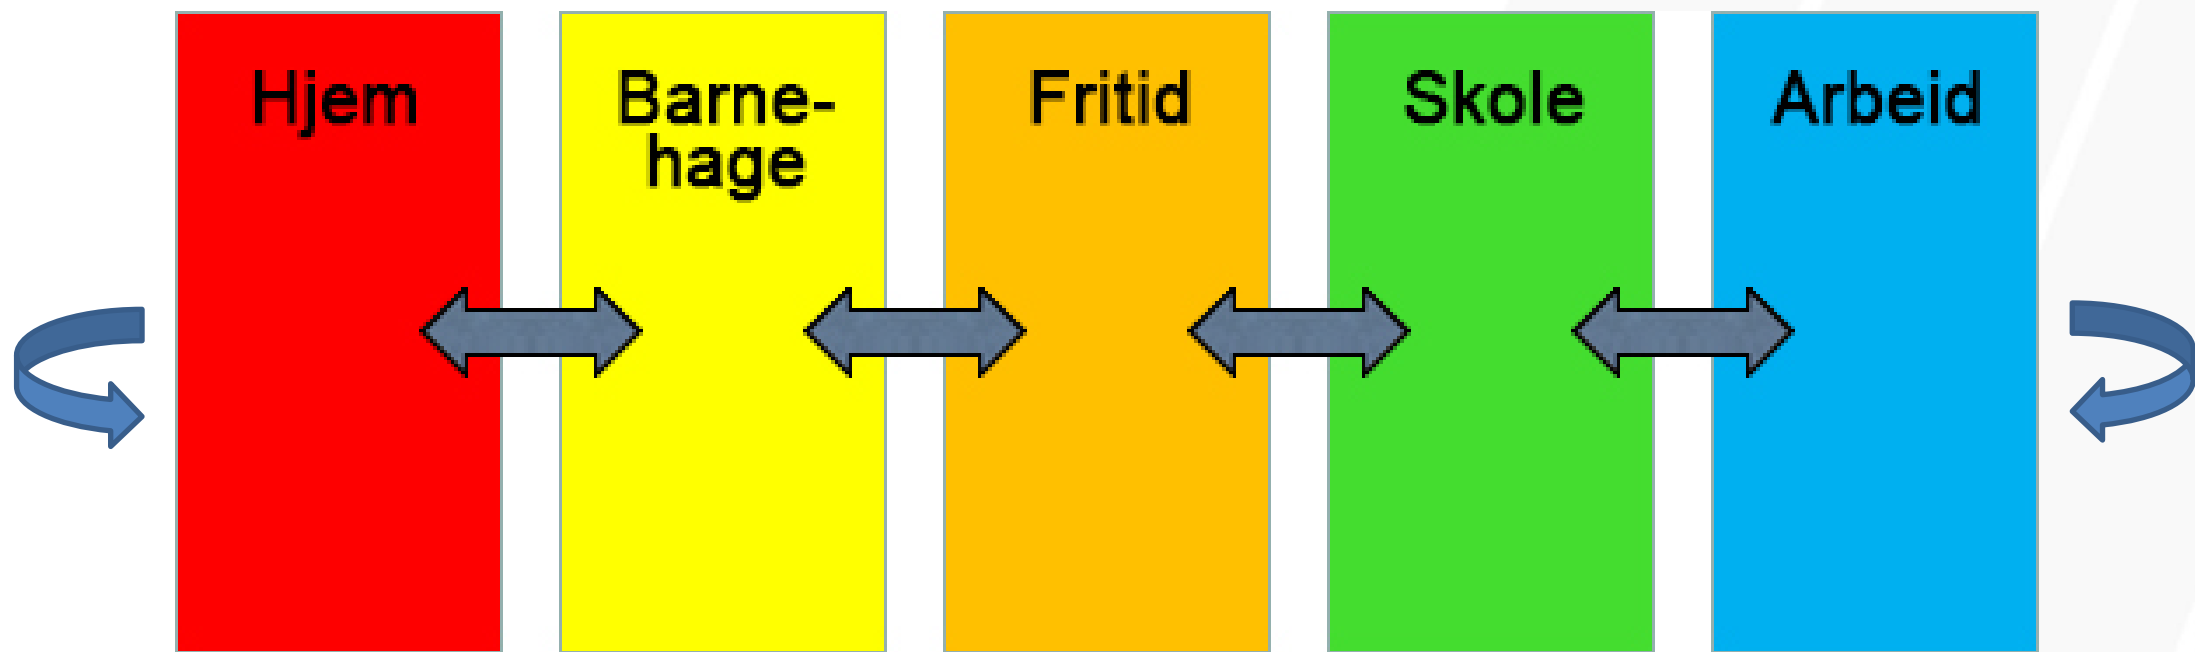 Hjem
Barne-
hage
Fritid
Skole
Arbeid